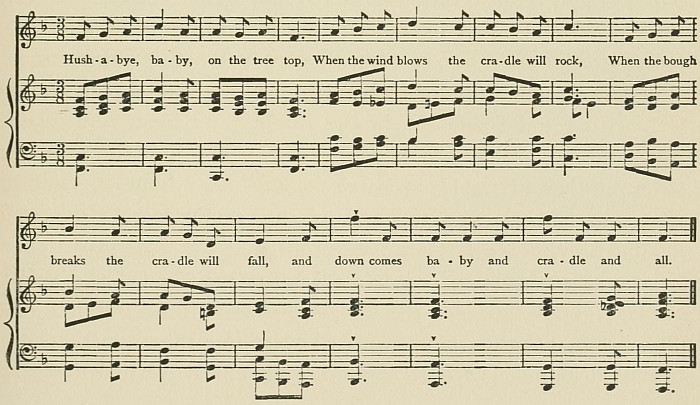 Hush-a-bye, ba-by, on the tree top, When the wind blows the cra-dle will rock, When the bough
breaks the cra-dle will fall, and down comes ba-by and cra-dle and all.